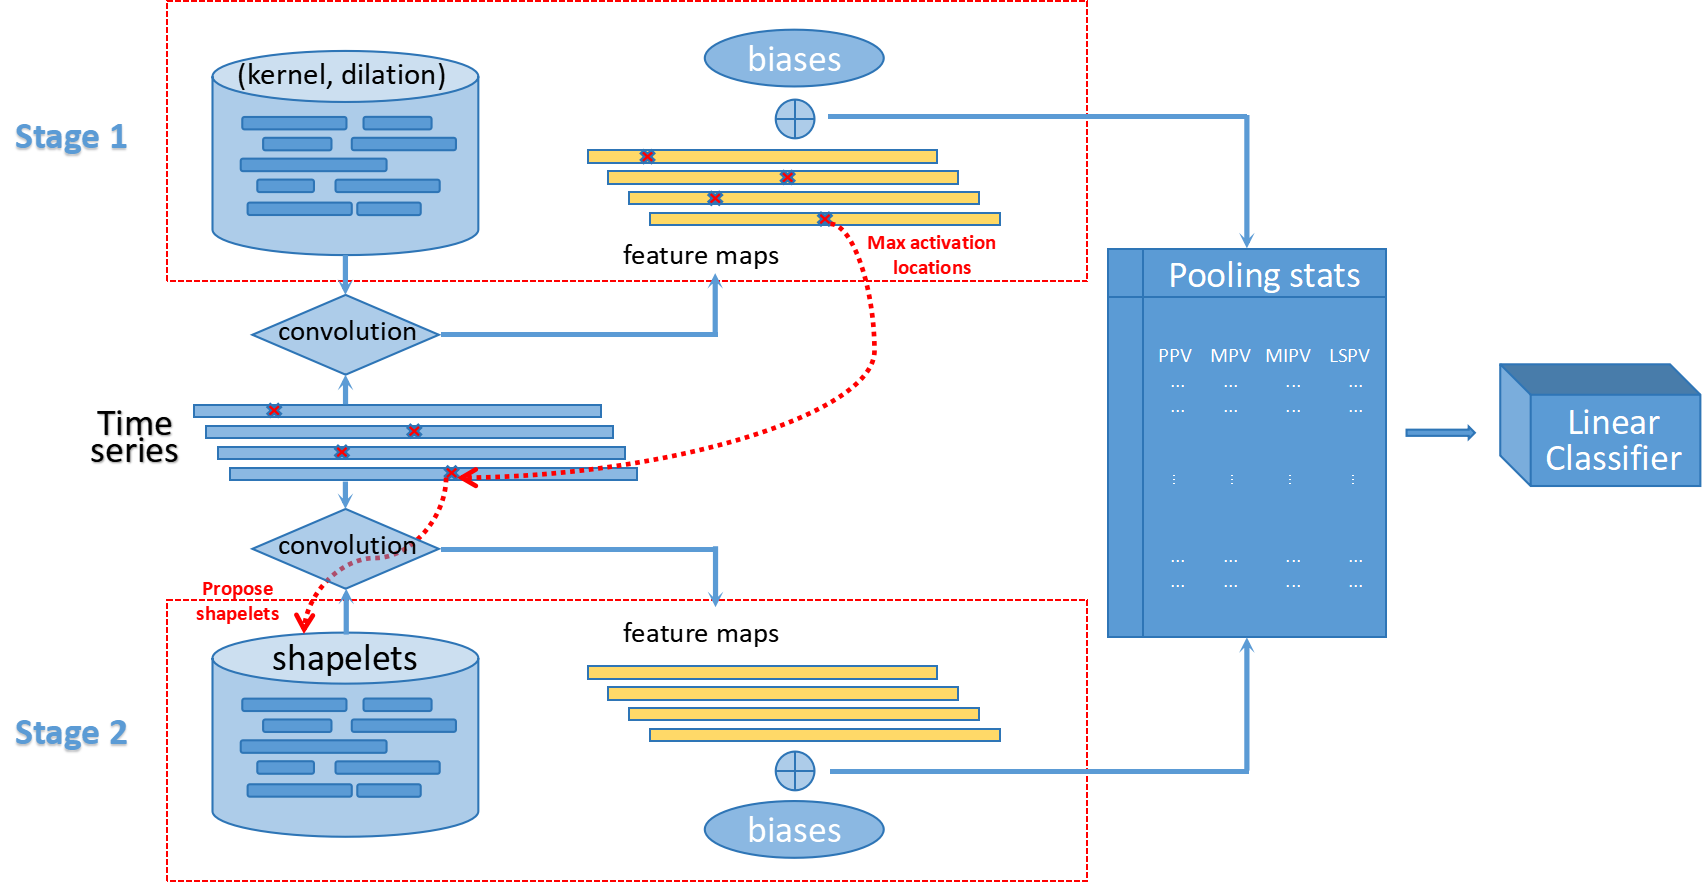 Stage 1
(kernel, dilation)
biases
feature maps
Max activation
locations
convolution
Time
series
convolution
Propose
shapelets
Stage 2
shapelets
feature maps
biases
Pooling stats
PPV MPV MIPV LSPV
... ... ... ...
... ... ... ...
⋮ ⋮ ⋮ ⋮
... ... ... ...
... ... ... ...
Linear
Classifier